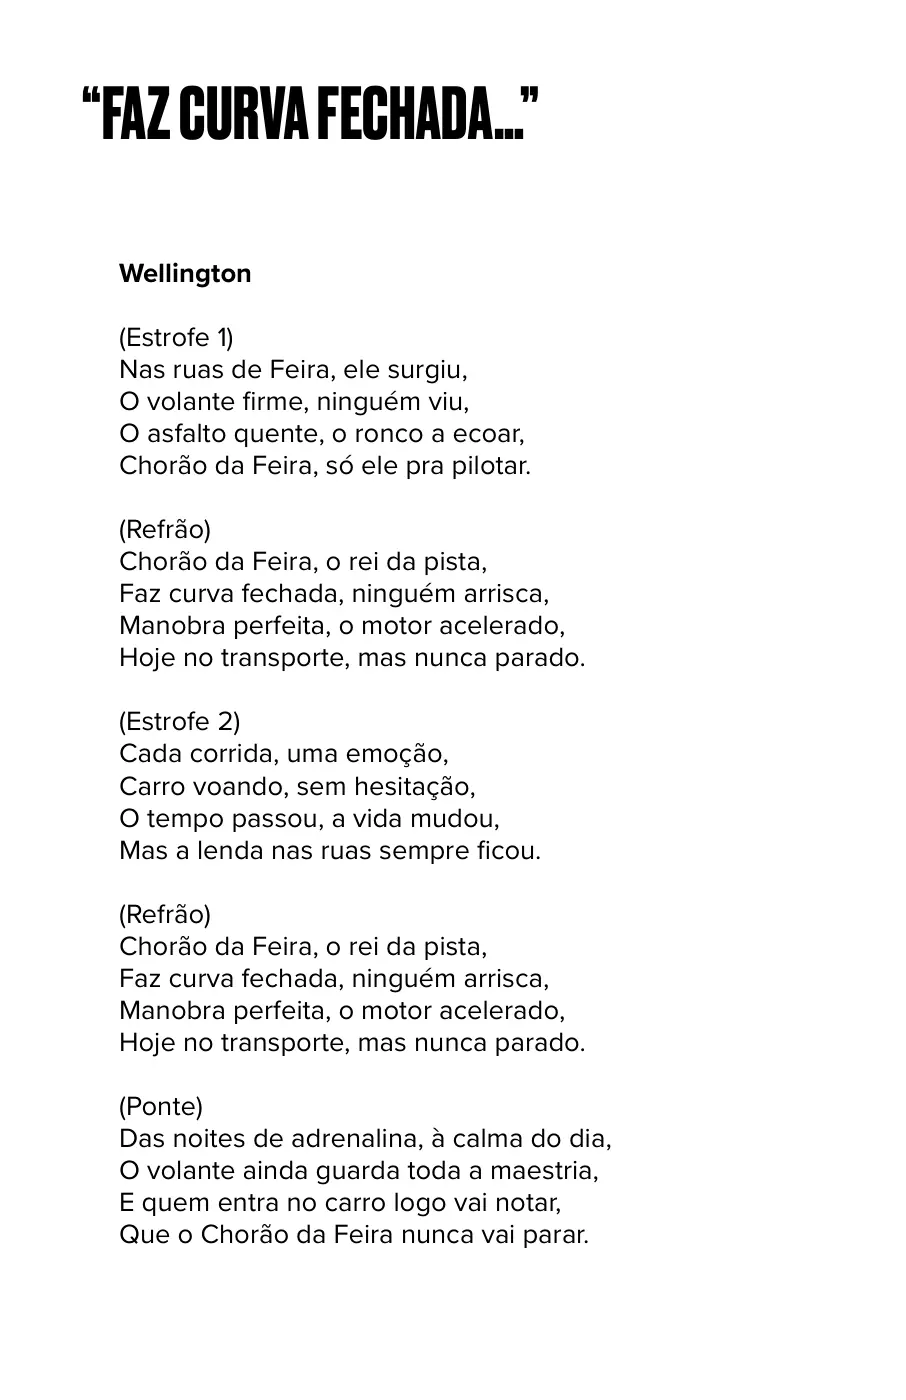 “FAZ CURVA FECHADA...”
Wellington
(Estrofe 1)
Nas ruas de Feira, ele surgiu,
O volante firme, ninguém viu,
O asfalto quente, o ronco a ecoar,
Chorão da Feira, só ele pra pilotar.
(Refrão)
Chorão da Feira, o rei da pista,
Faz curva fechada, ninguém arrisca,
Manobra perfeita, o motor acelerado,
Hoje no transporte, mas nunca parado.
(Estrofe 2)
Cada corrida, uma emoção,
Carro voando, sem hesitação,
O tempo passou, a vida mudou,
Mas a lenda nas ruas sempre ficou.
(Refrão)
Chorão da Feira, o rei da pista,
Faz curva fechada, ninguém arrisca,
Manobra perfeita, o motor acelerado,
Hoje no transporte, mas nunca parado.
(Ponte)
Das noites de adrenalina, à calma do dia,
O volante ainda guarda toda a maestria,
E quem entra no carro logo vai notar,
Que o Chorão da Feira nunca vai parar.